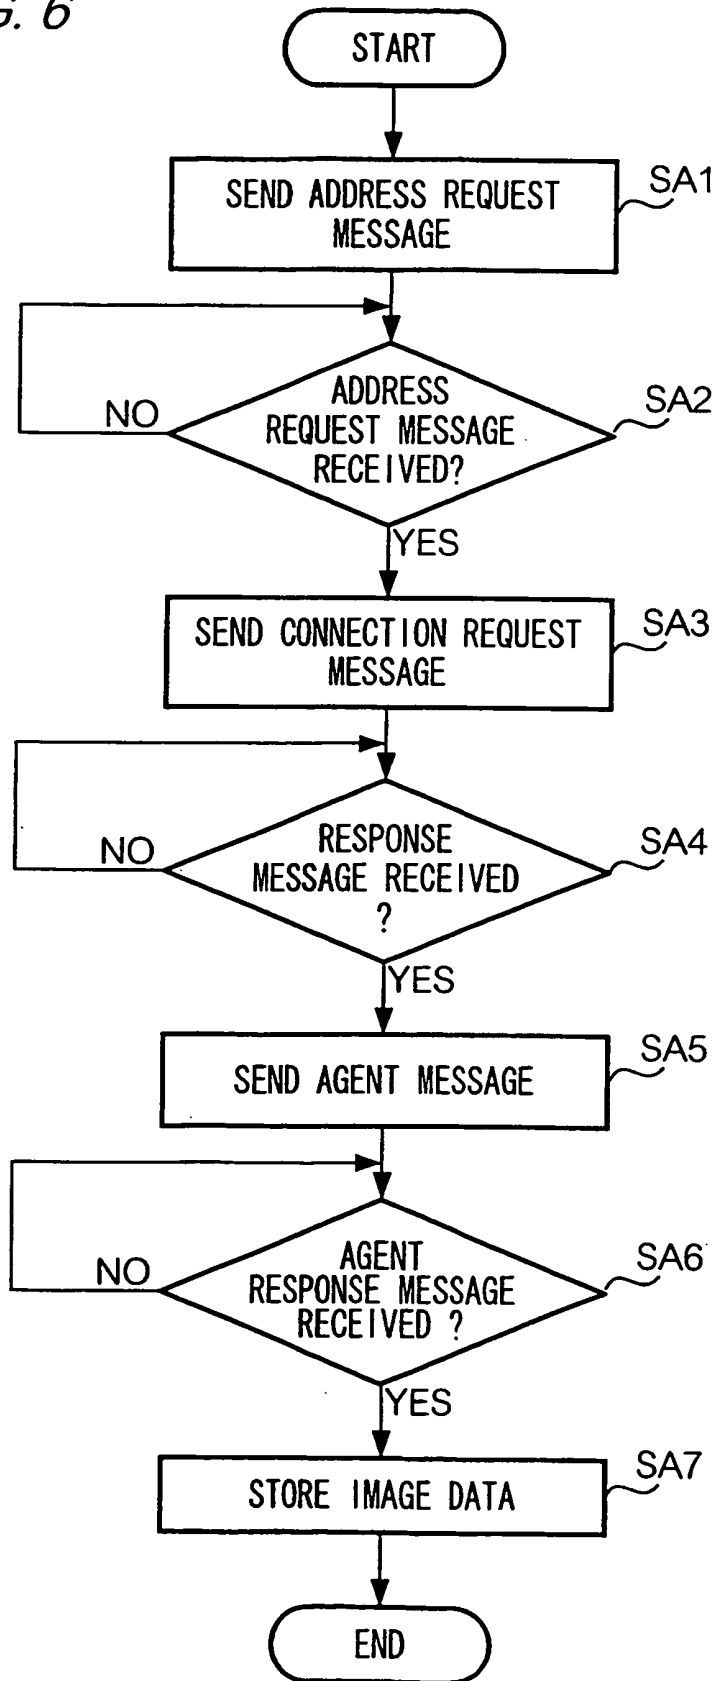 G. 6
START
SEND ADDRESS REQUEST
MESSAGE
SA1
ADDRESS
REQUEST MESSAGE
RECEIVED?
SA2
NO
YES
SEND CONNECTION REQUEST
MESSAGE
SA3
RESPONSE
MESSAGE RECEIVED
?
SA4
NO
YES
SEND AGENT MESSAGE
SA5
AGENT
RESPONSE MESSAGE
RECEIVED ?
SA6
NO
YES
STORE IMAGE DATA
SA7
END